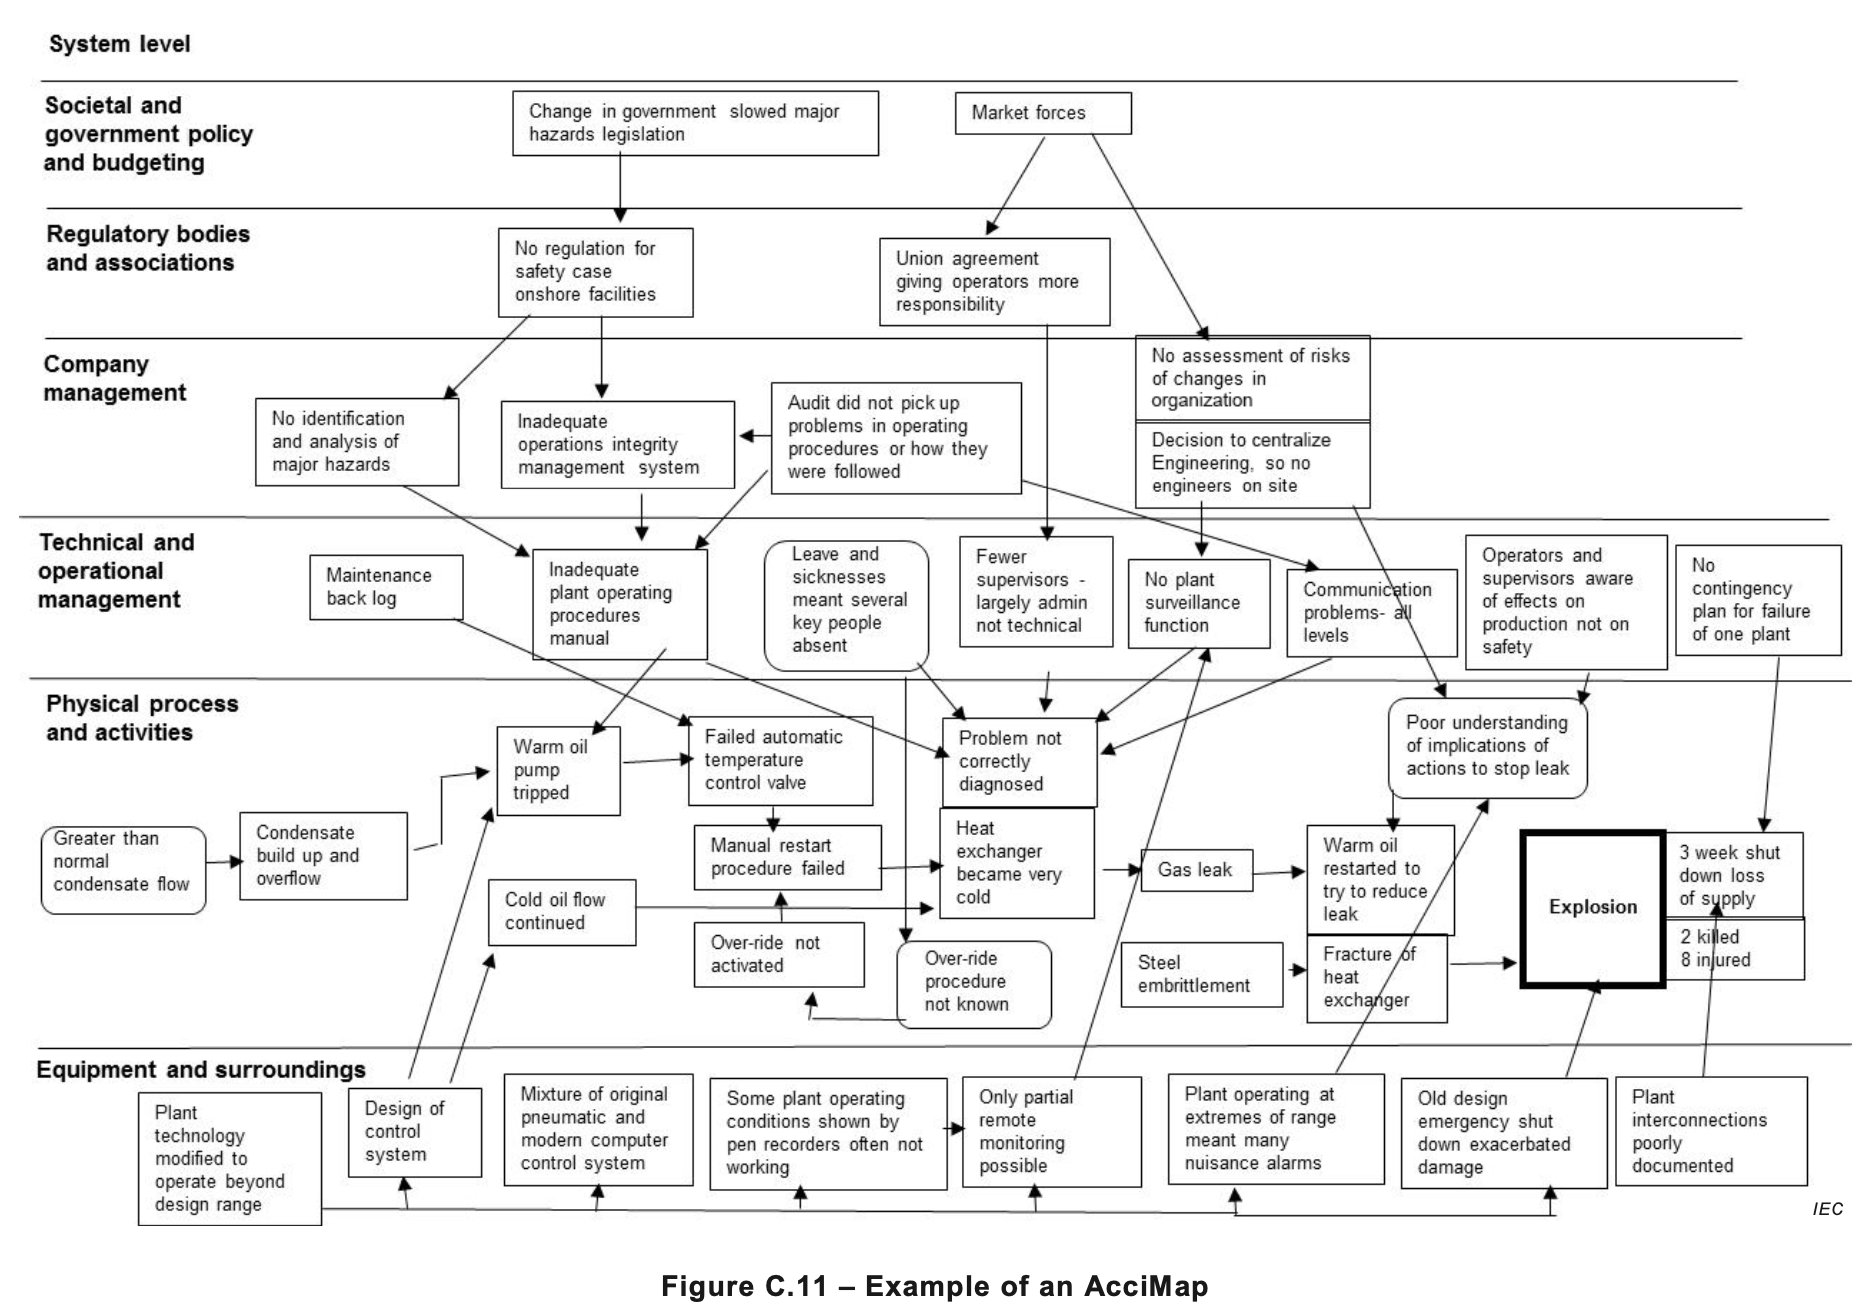 System level
Societal and
government policy
and budgeting
Change in government slowed major
hazards legislation
Market forces
Regulatory bodies
and associations
No regulation for
safety case
onshore facilities
Union agreement
giving operators more
responsibility
Company
management
No identification
and analysis of
major hazards
Inadequate
operations integrity
management system
Audit did not pick up
problems in operating
procedures or how they
were followed
No assessment of risks
of changes in
organization
Decision to centralize
Engineering, so no
engineers on site
Technical and
operational
management
Maintenance
back log
Inadequate
plant operating
procedures
manual
Leave and
sicknesses
meant several
key people
absent
Fewer
supervisors -
largely admin
not technical
No plant
surveillance
function
Communication
problems- all
levels
Operators and
supervisors aware
of effects on
production not on
safety
No
contingency
plan for failure
of one plant
Physical process
and activities
Greater than
normal
condensate flow
Condensate
build up and
overflow
Warm oil
pump
tripped
Cold oil flow
continued
Failed automatic
temperature
control valve
Manual restart
procedure failed
Over-ride not
activated
Over-ride
procedure
not known
Problem not
correctly
diagnosed
Heat
exchanger
became very
cold
Gas leak
Steel
embrittlement
Poor understanding
of implications of
actions to stop leak
Warm oil
restarted to
try to reduce
leak
Fracture of
heat
exchanger
Explosion
3 week shut
down loss
of supply
2 killed
8 injured
Equipment and surroundings
Plant
technology
modified to
operate beyond
design range
Design of
control
system
Mixture of original
pneumatic and
modern computer
control system
Some plant operating
conditions shown by
pen recorders often not
working
Only partial
remote
monitoring
possible
Plant operating at
extremes of range
meant many
nuisance alarms
Old design
emergency shut
down exacerbated
damage
Plant
interconnections
poorly
documented
IEC
Figure C.11 – Example of an AcciMap